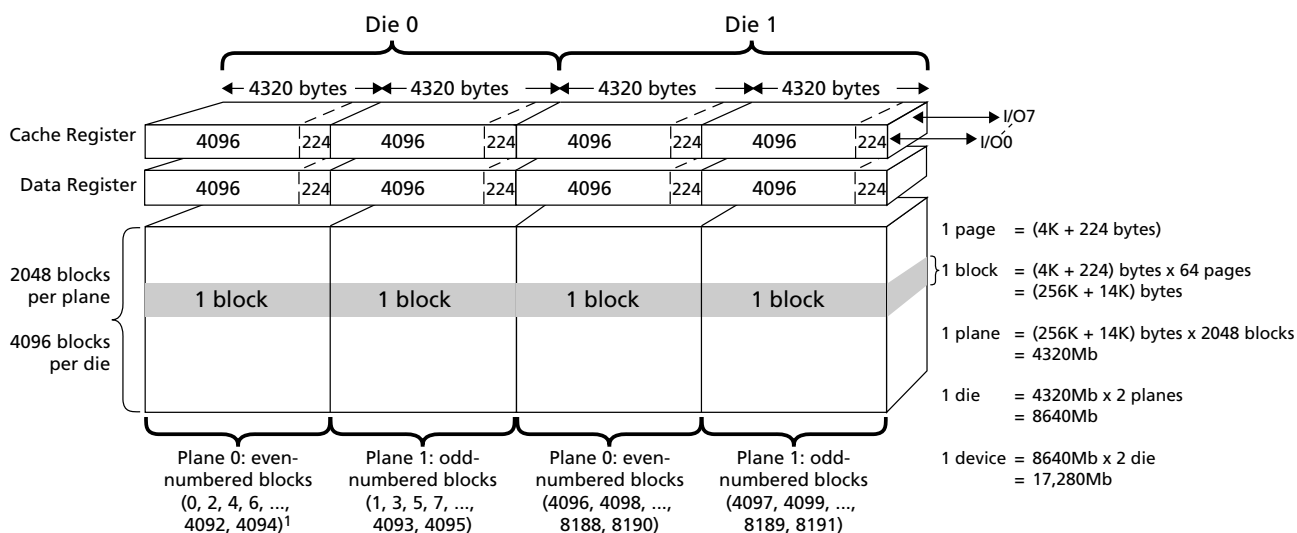 Die 0
Die 1
4320 bytes
4320 bytes
4320 bytes
4320 bytes
Cache Register
4096
224
4096
224
4096
224
4096
224
I/O7
I/O0
Data Register
4096
224
4096
224
4096
224
4096
224
2048 blocks
per plane
4096 blocks
per die
1 block
1 block
1 block
1 block
1 page = (4K + 224 bytes)
1 block = (4K + 224) bytes x 64 pages
= (256K + 14K) bytes
1 plane = (256K + 14K) bytes x 2048 blocks
= 4320Mb
1 die = 4320Mb x 2 planes
= 8640Mb
1 device = 8640Mb x 2 die
= 17,280Mb
Plane 0: even-
numbered blocks
(0, 2, 4, 6, ...,
4092, 4094)¹
Plane 1: odd-
numbered blocks
(1, 3, 5, 7, ...,
4093, 4095)
Plane 0: even-
numbered blocks
(4096, 4098, ...,
8188, 8190)
Plane 1: odd-
numbered blocks
(4097, 4099, ...,
8189, 8191)